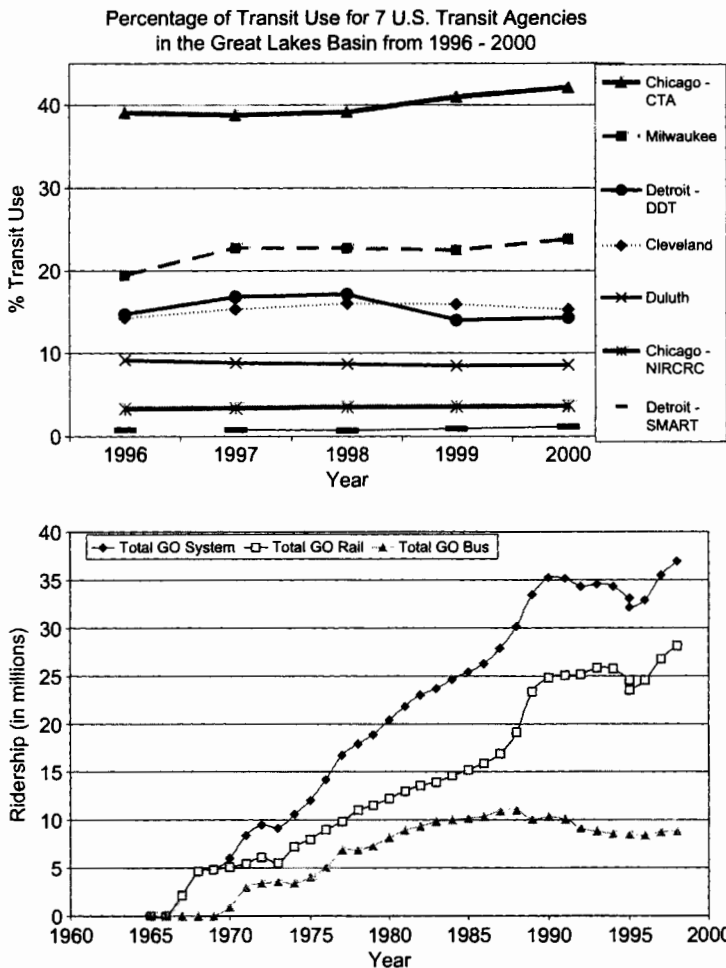 Percentage of Transit Use for 7 U.S. Transit Agencies
in the Great Lakes Basin from 1996 - 2000
% Transit Use
40
30
20
10
0
1996 1997 1998 1999 2000
Year
Chicago -
CTA
Milwaukee
Detroit -
DDT
Cleveland
Duluth
Chicago -
NIRCRC
Detroit -
SMART
Ridership (in millions)
40
35
30
25
20
15
10
5
0
Total GO System Total GO Rail Total GO Bus
1960 1965 1970 1975 1980 1985 1990 1995 2000
Year